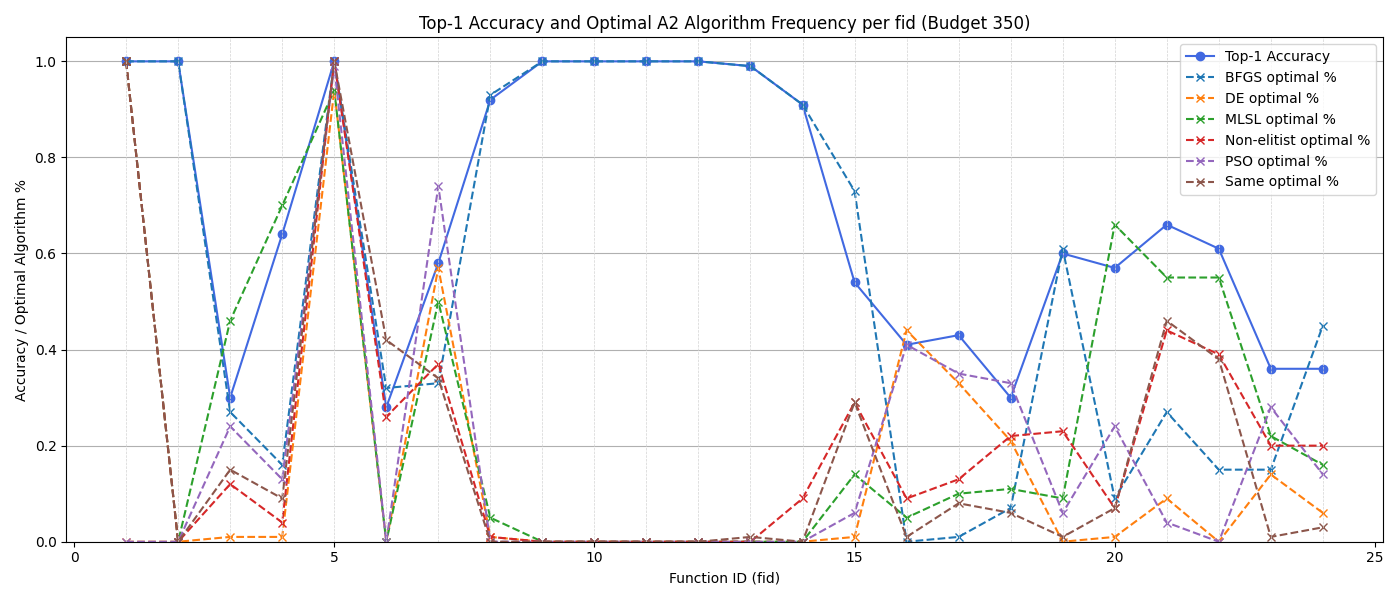 Top-1 Accuracy and Optimal A2 Algorithm Frequency per fid (Budget 350)
Accuracy / Optimal Algorithm %
1.0
0.8
0.6
0.4
0.2
0.0
Top-1 Accuracy
BFGS optimal %
DE optimal %
MLSL optimal %
Non-elitist optimal %
PSO optimal %
Same optimal %
0
5
10
15
20
25
Function ID (fid)